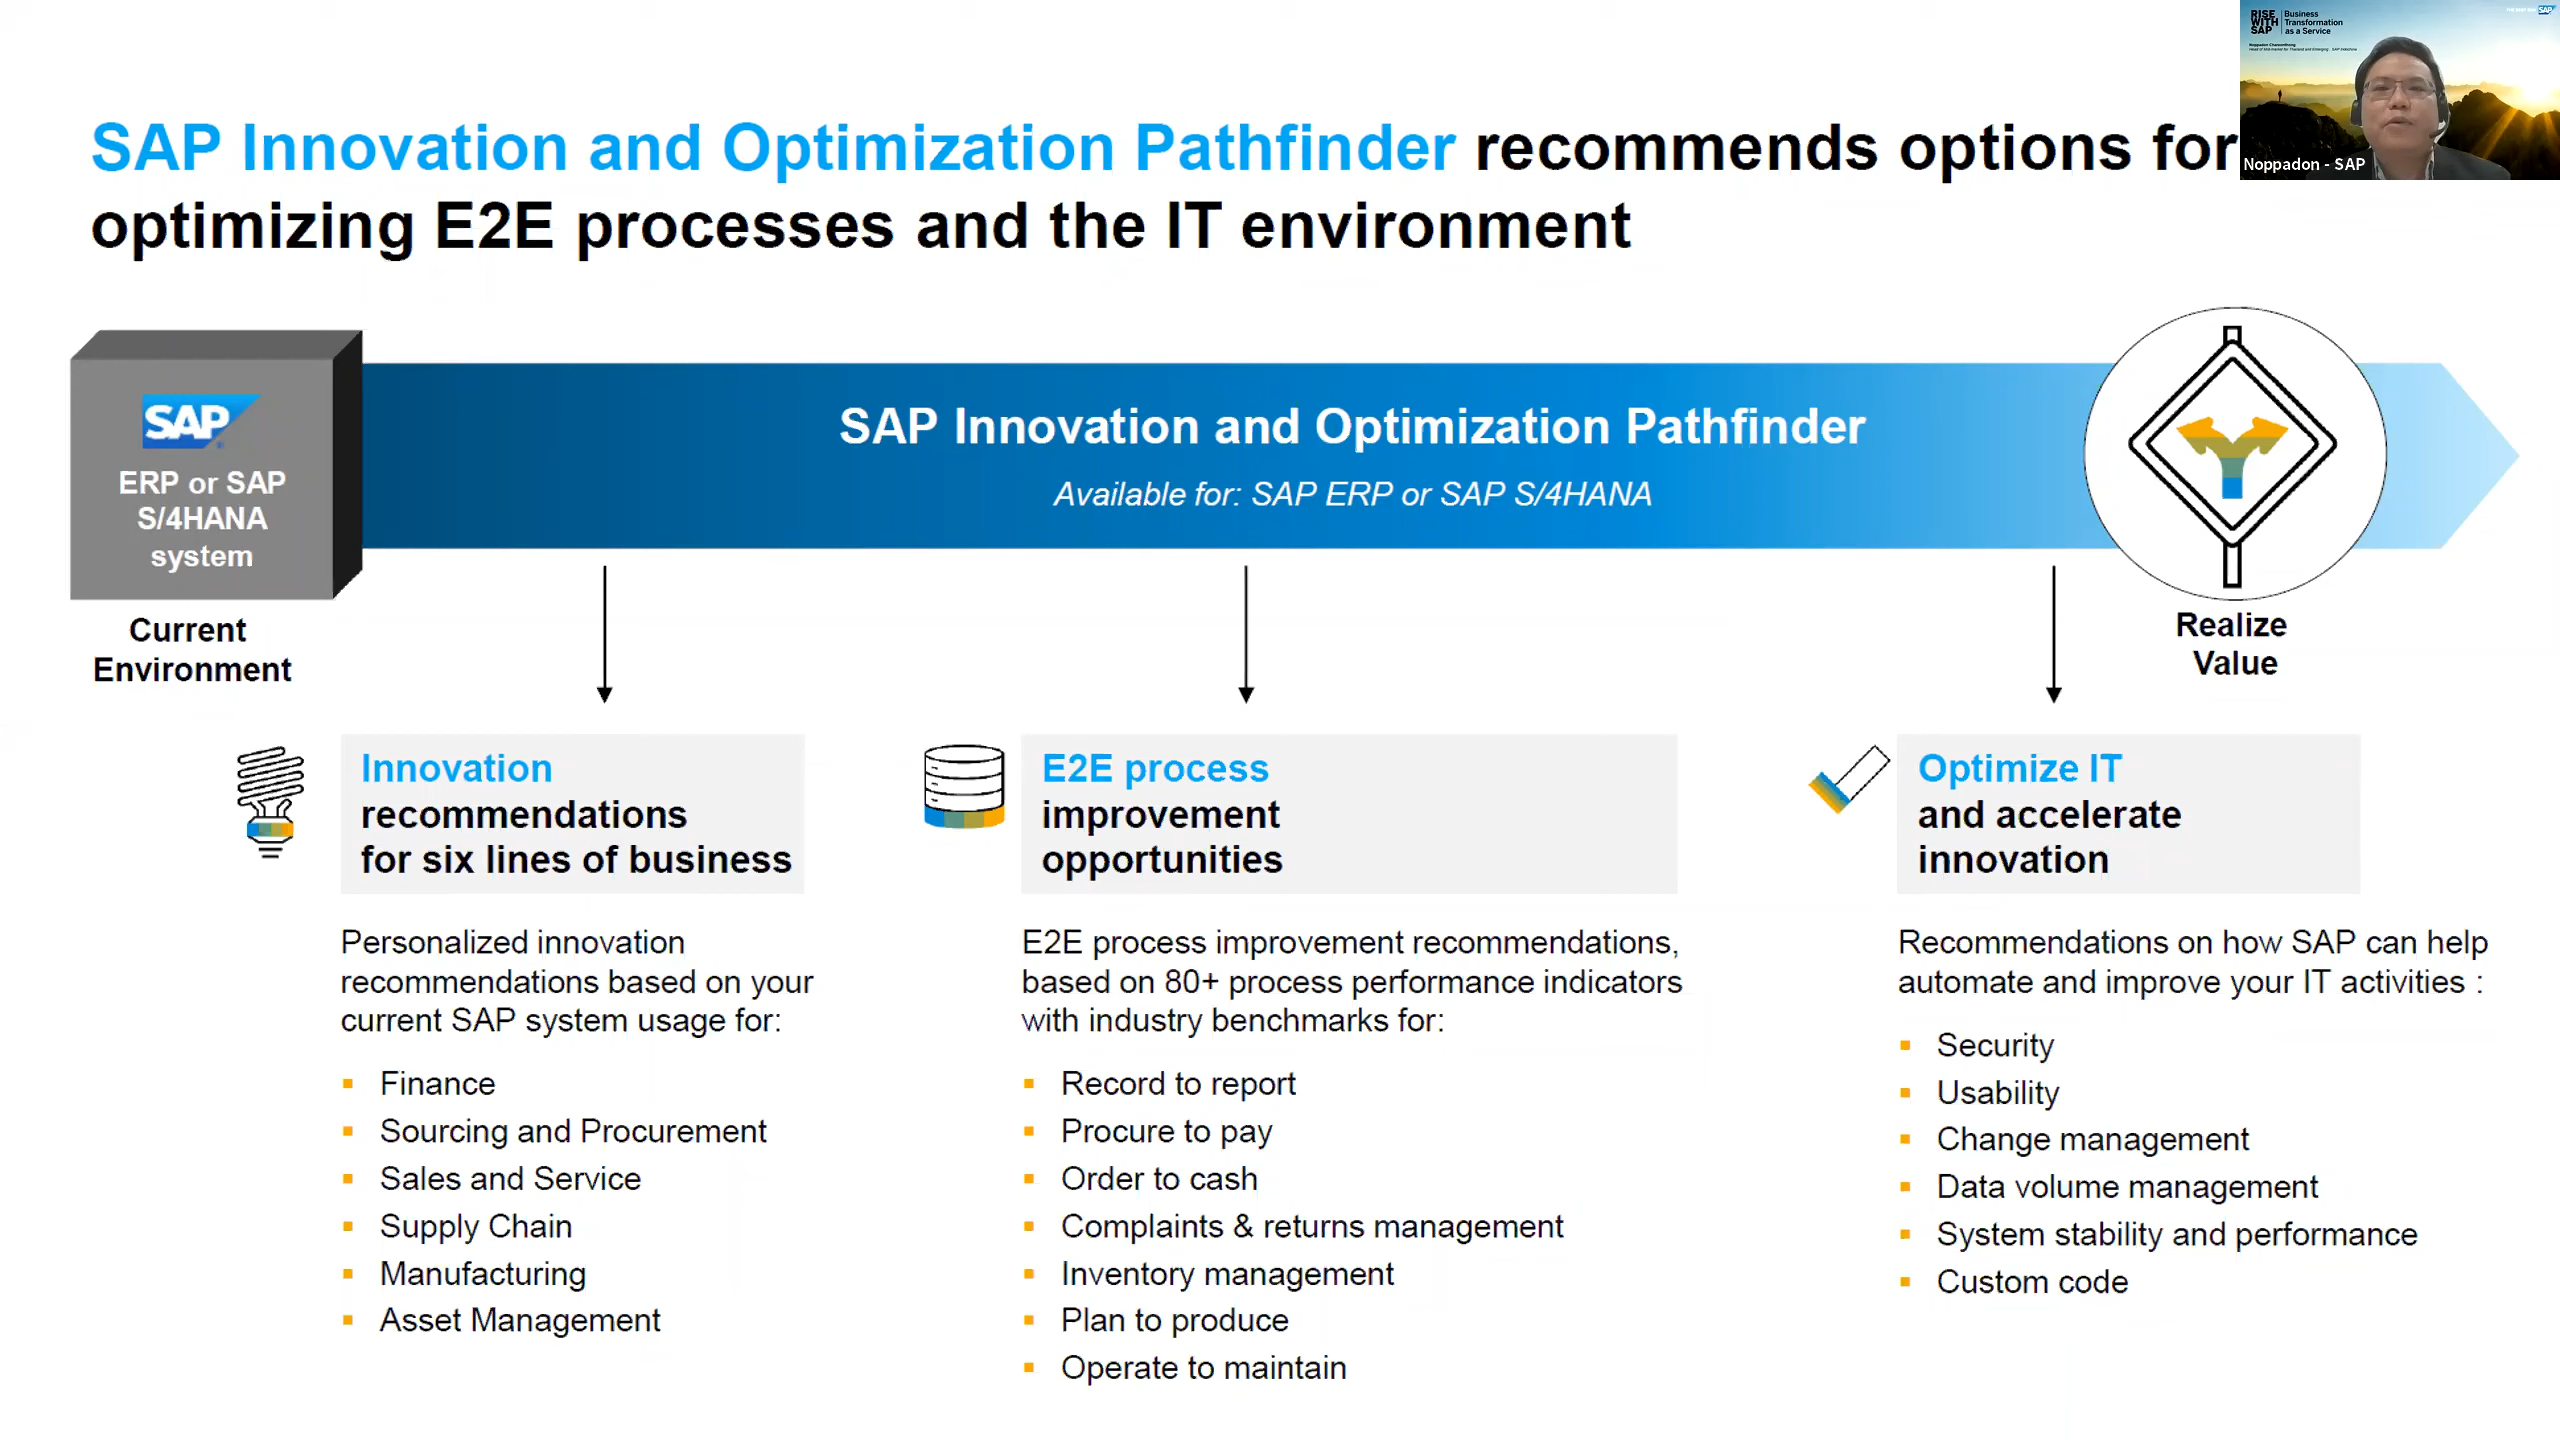 RISE
WITH
SAP
Business
Transformation
as a Service
SAP
Noppadon - SAP
SAP Innovation and Optimization Pathfinder recommends options for
optimizing E2E processes and the IT environment
SAP
ERP or SAP
S/4HANA
system
SAP Innovation and Optimization Pathfinder
Available for: SAP ERP or SAP S/4HANA
Current
Environment
Realize
Value
Innovation
recommendations
for six lines of business
Personalized innovation
recommendations based on your
current SAP system usage for:
▪ Finance
▪ Sourcing and Procurement
▪ Sales and Service
▪ Supply Chain
▪ Manufacturing
▪ Asset Management
E2E process
improvement
opportunities
E2E process improvement recommendations,
based on 80+ process performance indicators
with industry benchmarks for:
▪ Record to report
▪ Procure to pay
▪ Order to cash
▪ Complaints & returns management
▪ Inventory management
▪ Plan to produce
▪ Operate to maintain
Optimize IT
and accelerate
innovation
Recommendations on how SAP can help
automate and improve your IT activities :
▪ Security
▪ Usability
▪ Change management
▪ Data volume management
▪ System stability and performance
▪ Custom code